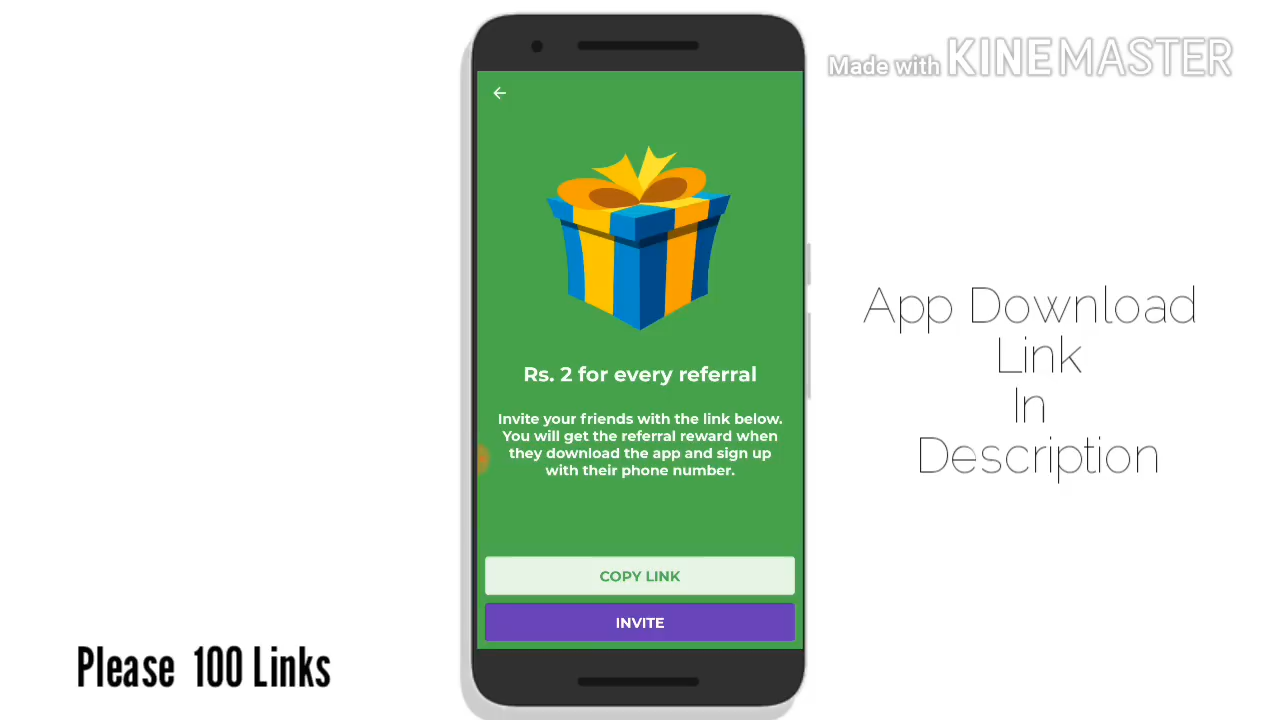 Made with KINEMASTER
Rs. 2 for every referral
Invite your friends with the link below.
You will get the referral reward when
they download the app and sign up
with their phone number.
COPY LINK
INVITE
App Download
Link
In
Description
Please 100 Links